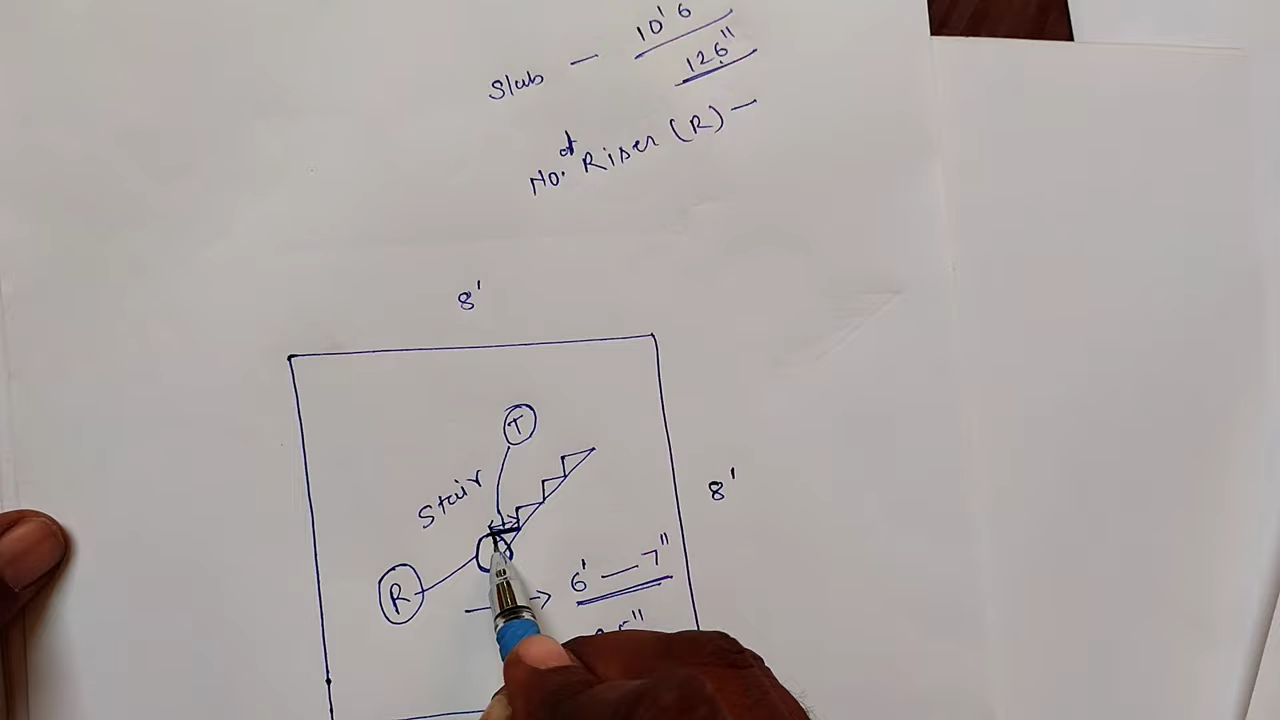 Slab — 10'6
126"
No. of Riser (R) —
8'
T
Stair
8'
R
6' — 7"